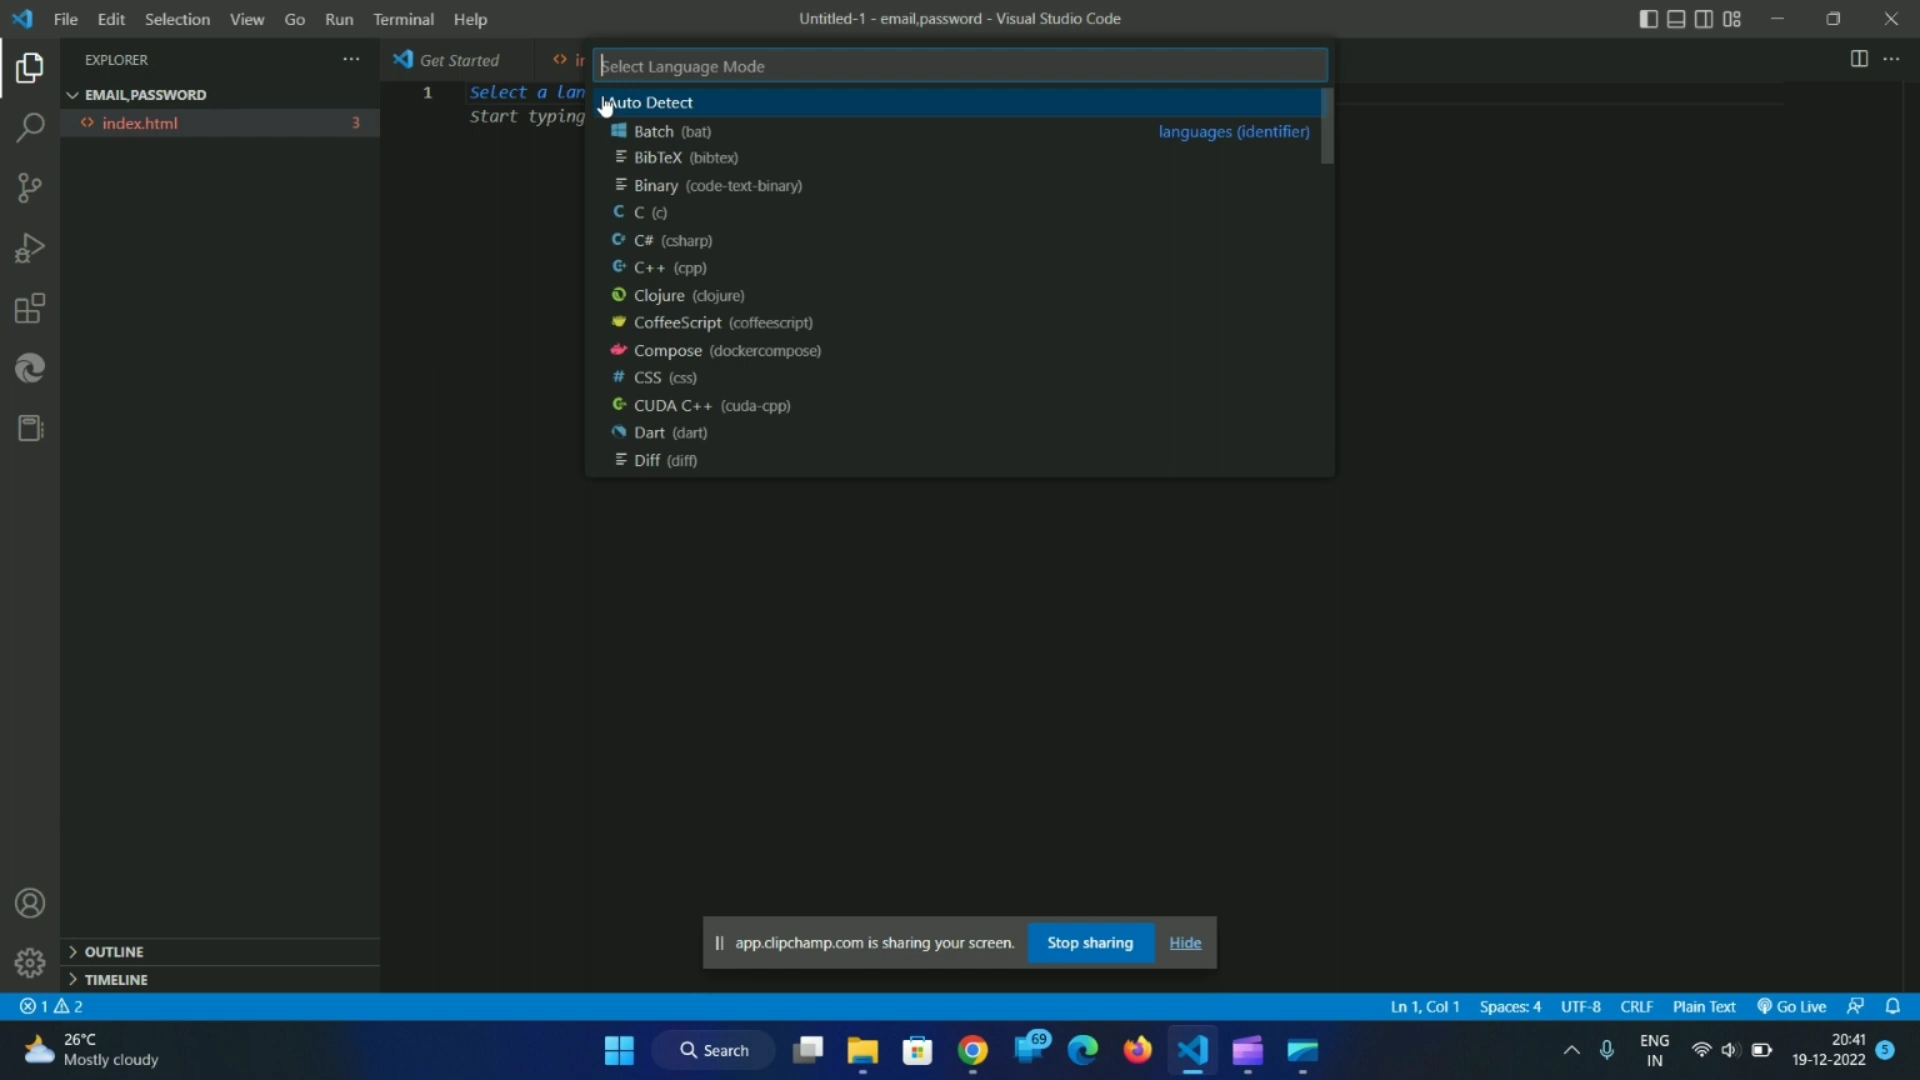 File Edit Selection View Go Run Terminal Help
Untitled-1 - email,password - Visual Studio Code
EXPLORER
EMAIL,PASSWORD
index.html 3
Get Started
Select Language Mode
1 Select a lan
Start typing
Auto Detect
Batch (bat) languages (identifier)
BibTeX (bibtex)
Binary (code-text-binary)
C (c)
C# (csharp)
C++ (cpp)
Clojure (clojure)
CoffeeScript (coffeescript)
Compose (dockercompose)
CSS (css)
CUDA C++ (cuda-cpp)
Dart (dart)
Diff (diff)
app.clipchamp.com is sharing your screen. Stop sharing Hide
OUTLINE
TIMELINE
1 2
Ln 1, Col 1 Spaces: 4 UTF-8 CRLF Plain Text Go Live
26°C
Mostly cloudy
Search
69
ENG
IN
20:41
19-12-2022
5